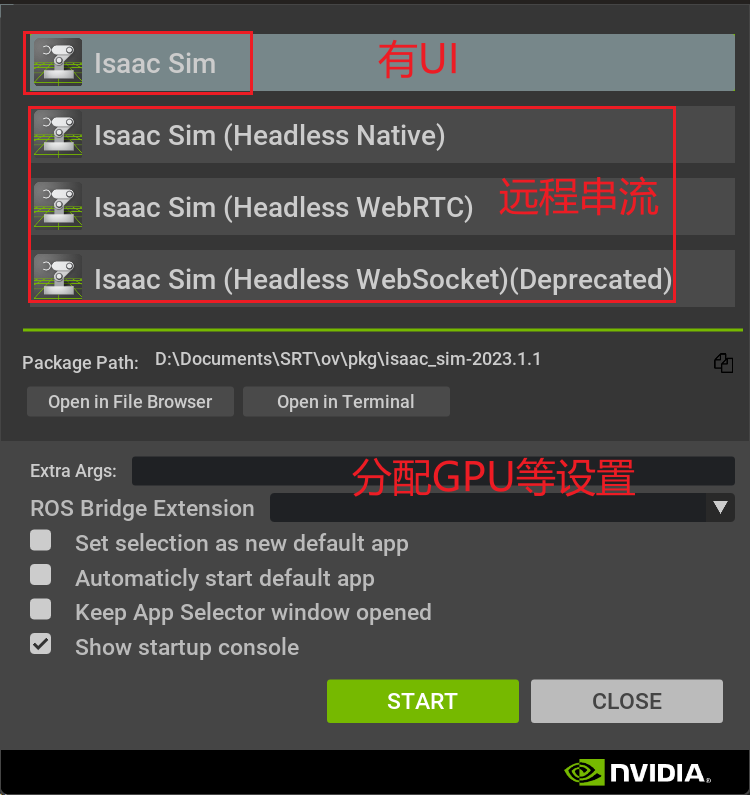 Isaac Sim
有UI
Isaac Sim (Headless Native)
Isaac Sim (Headless WebRTC)
远程串流
Isaac Sim (Headless WebSocket)(Deprecated)
Package Path: D:\Documents\SRT\ov\pkg\isaac_sim-2023.1.1
Open in File Browser
Open in Terminal
Extra Args:
分配GPU等设置
ROS Bridge Extension
Set selection as new default app
Automaticly start default app
Keep App Selector window opened
Show startup console
START
CLOSE
NVIDIA.